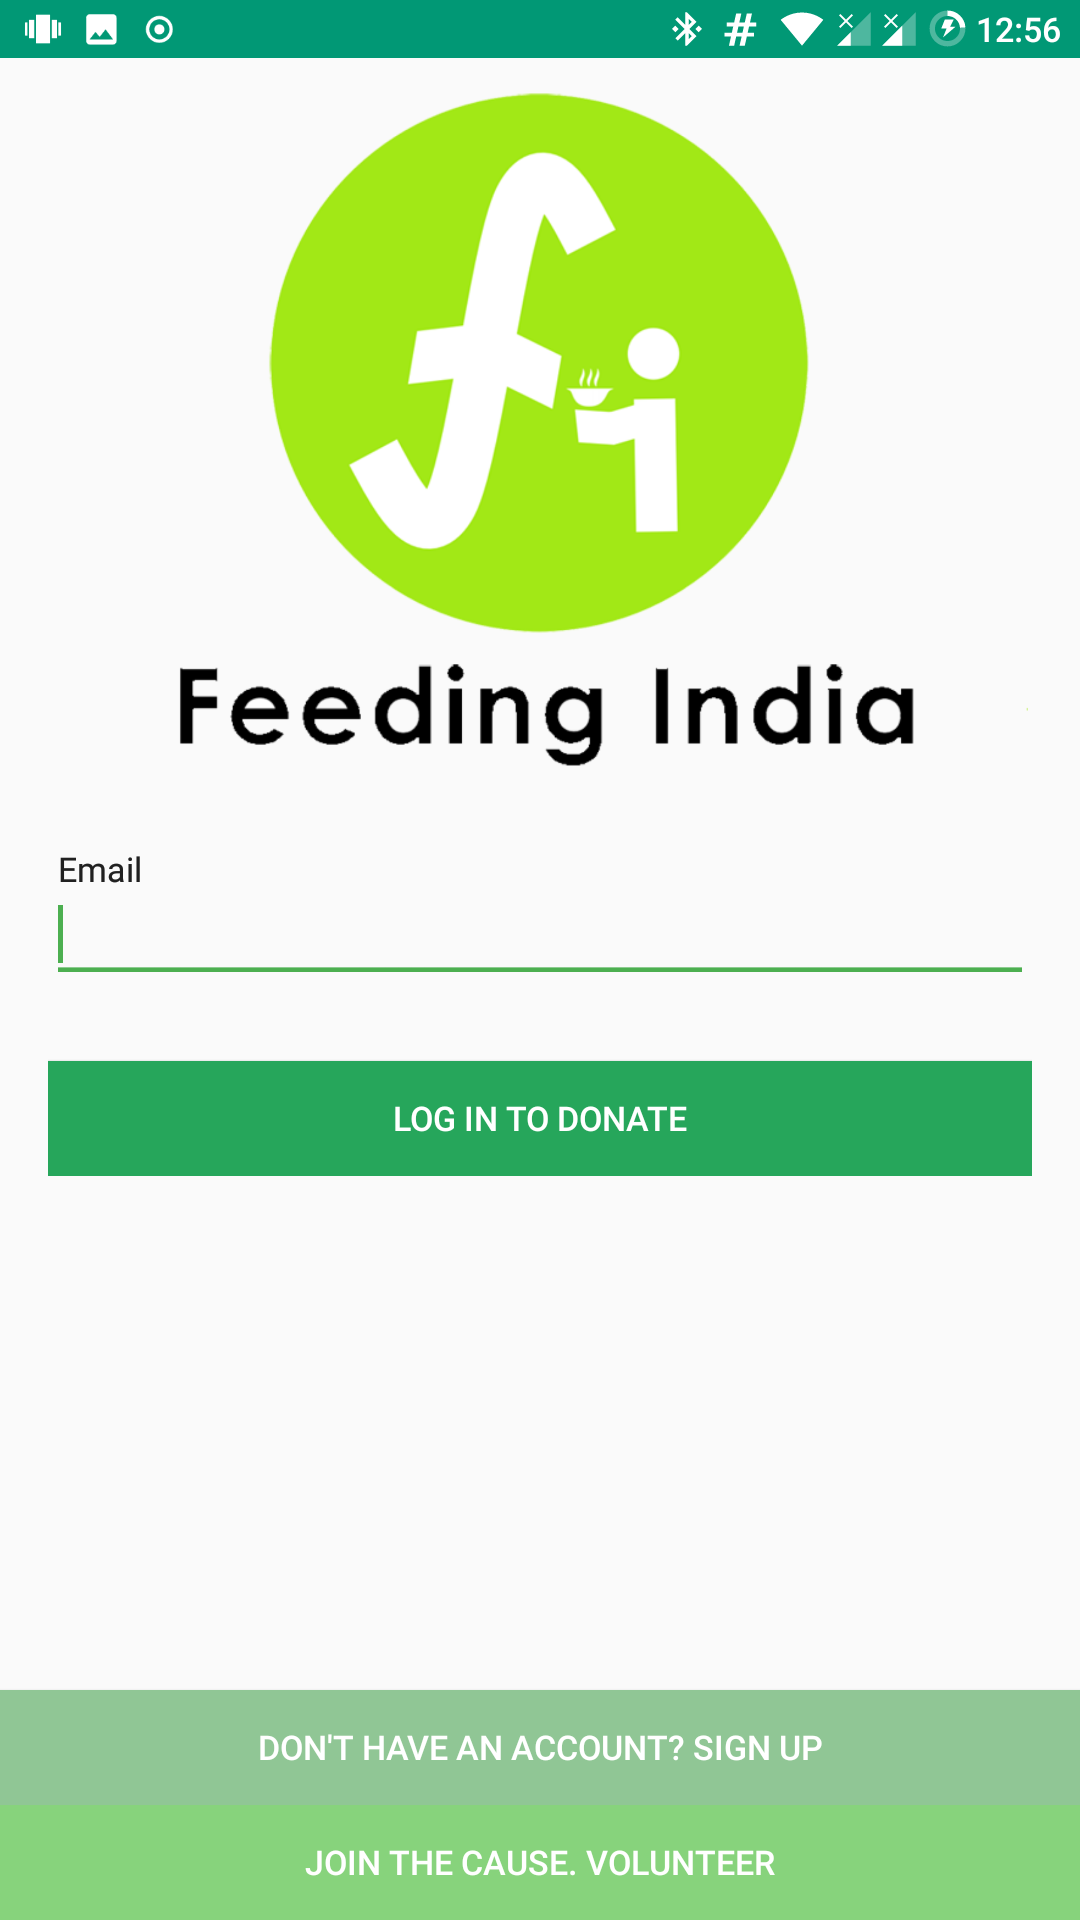 12:56
fi
Feeding India
Email
LOG IN TO DONATE
DON'T HAVE AN ACCOUNT? SIGN UP
JOIN THE CAUSE. VOLUNTEER